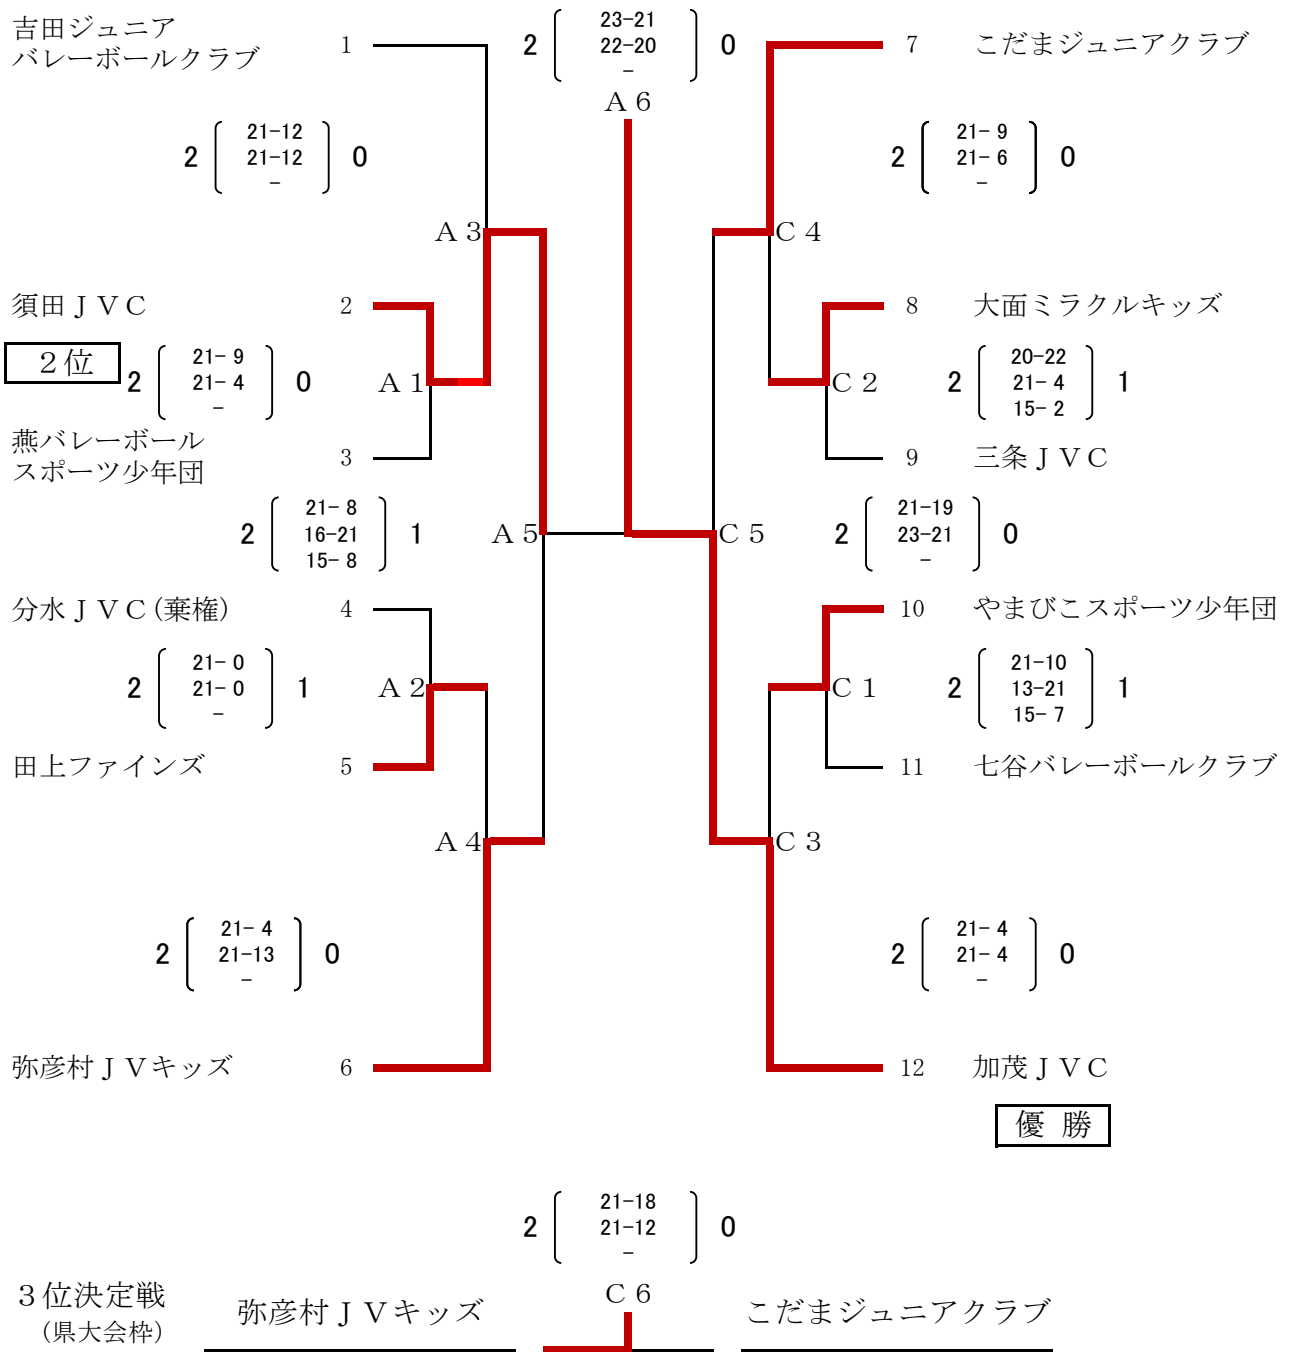 吉田ジュニア
バレーボールクラブ
1
2
23-21
22-20
-
0
A6
7
こだまジュニアクラブ
2
21-12
21-12
-
0
2
21- 9
21- 6
-
0
A3
C4
須田JVC
2
8
大面ミラクルキッズ
2位
2
21- 9
21- 4
-
0
A1
C2
2
20-22
21- 4
15- 2
1
燕バレーボール
スポーツ少年団
3
9
三条JVC
2
21- 8
16-21
15- 8
1
A5
C5
2
21-19
23-21
-
0
分水JVC(棄権)
4
10
やまびこスポーツ少年団
2
21- 0
21- 0
-
1
A2
C1
2
21-10
13-21
15- 7
1
田上ファインズ
5
11
七谷バレーボールクラブ
A4
C3
2
21- 4
21-13
-
0
2
21- 4
21- 4
-
0
弥彦村JVキッズ
6
12
加茂JVC
優 勝
2
21-18
21-12
-
0
3位決定戦
(県大会枠)
弥彦村JVキッズ
C6
こだまジュニアクラブ